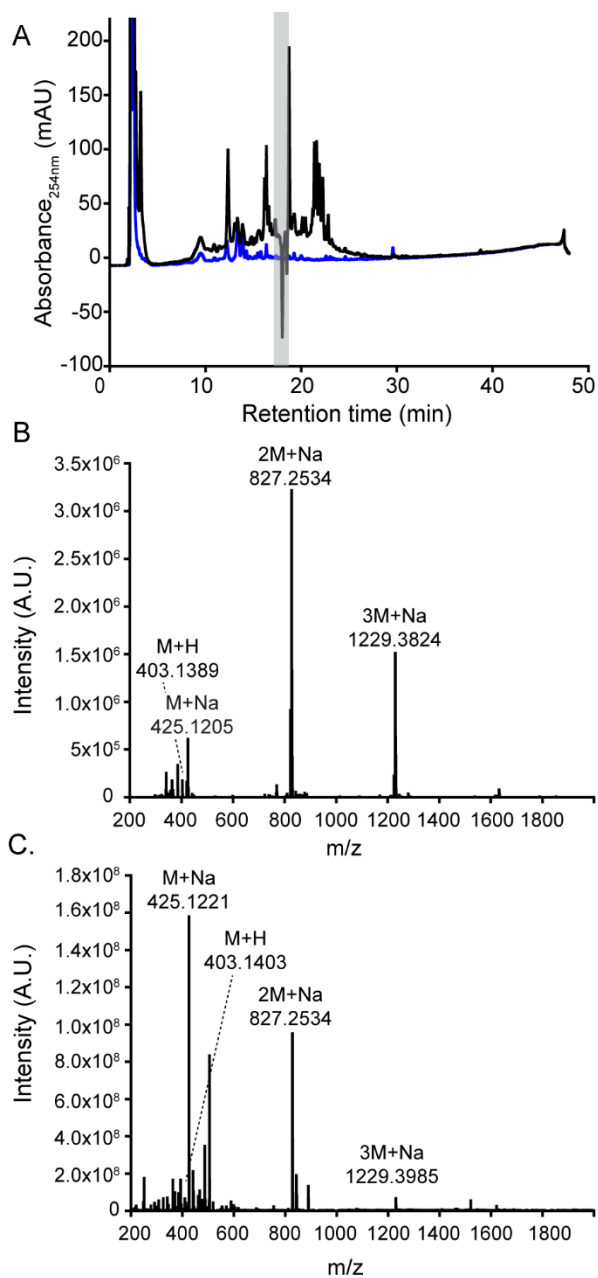 A
Absorbance254nm (mAU)
200
150
100
50
0
-50
-100
0 10 20 30 40 50
Retention time (min)
B
Intensity (A.U.)
3.5x10⁶
3.0x10⁶
2.5x10⁶
2.0x10⁶
1.5x10⁶
1.0x10⁶
5x10⁵
2M+Na
827.2534
3M+Na
1229.3824
M+H
403.1389
M+Na
425.1205
200 400 600 800 1000 1200 1400 1600 1800
m/z
C.
Intensity (A.U.)
1.8x10⁸
1.6x10⁸
1.4x10⁸
1.2x10⁸
1.0x10⁸
8.0x10⁸
6.0x10⁸
4.0x10⁸
2.0x10⁸
0
M+Na
425.1221
M+H
403.1403
2M+Na
827.2534
3M+Na
1229.3985
200 400 600 800 1000 1200 1400 1600 1800
m/z